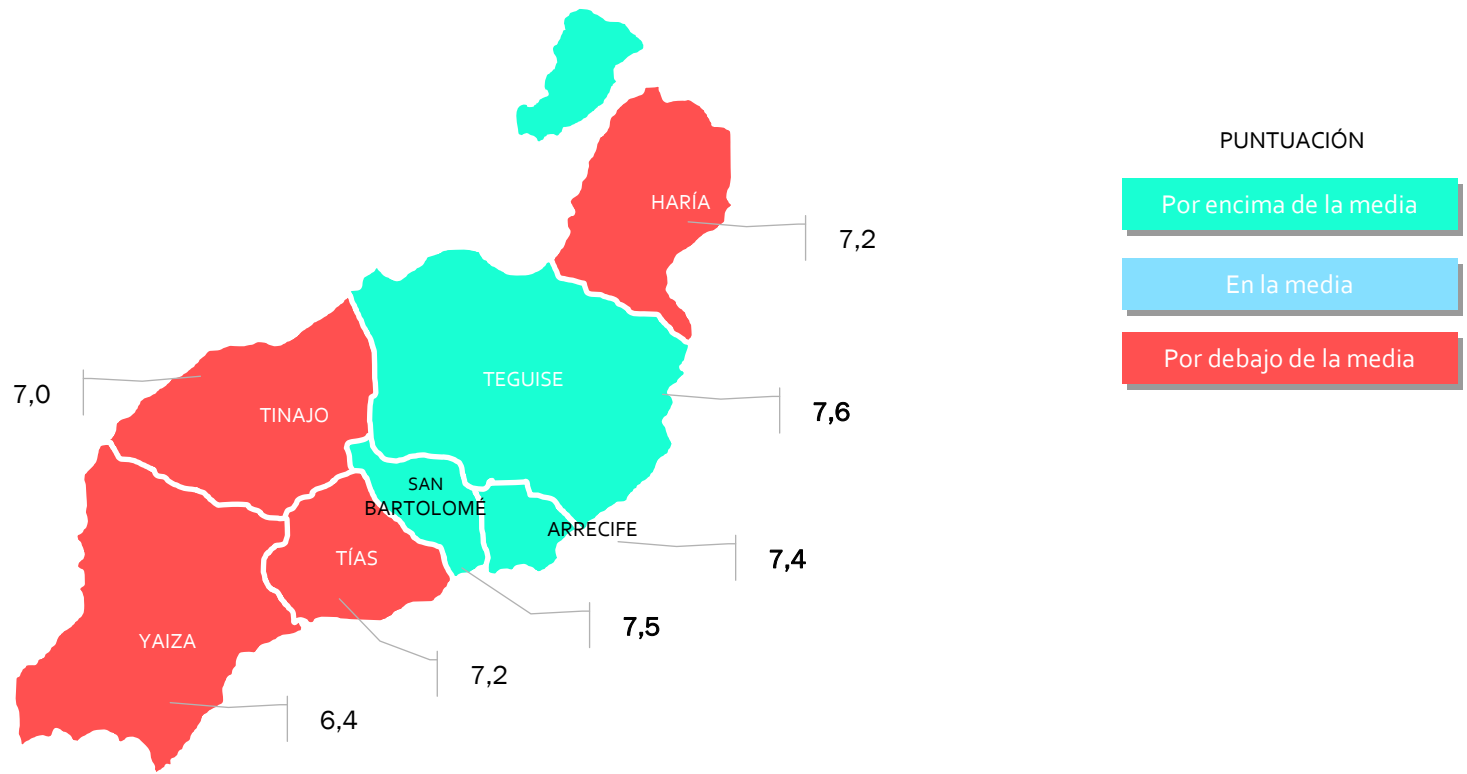 PUNTUACIÓN
Por encima de la media
HARÍA
7,2
En la media
Por debajo de la media
TEGUISE
7,0
TINAJO
7,6
SAN
BARTOLOMÉ
ARRECIFE
TÍAS
7,4
7,5
YAIZA
7,2
6,4